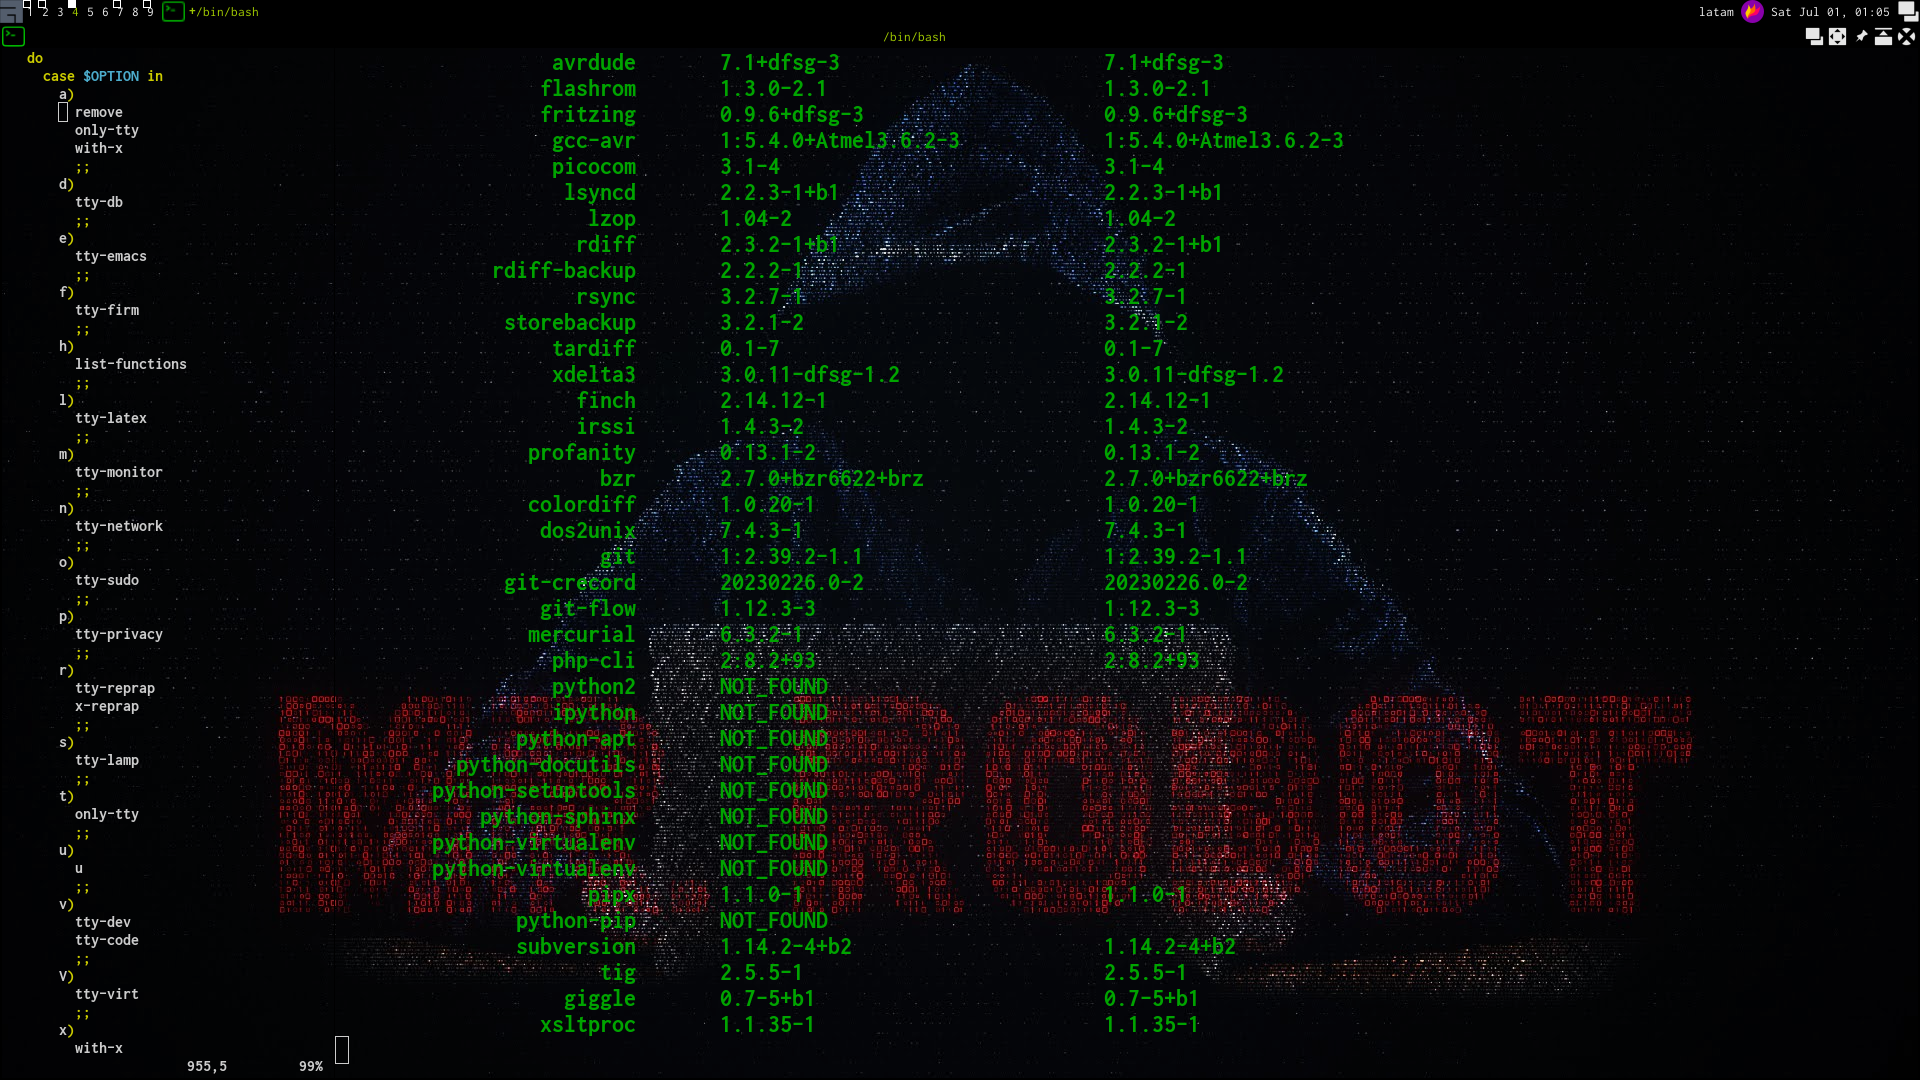 1 2 3 4 5 6 7 8 9 +/bin/bash latam Sat Jul 01, 01:05
/bin/bash
do
case $OPTION in
a)
remove
only-tty
with-x
;;
d)
tty-db
;;
e)
tty-emacs
;;
f)
tty-firm
;;
h)
list-functions
;;
l)
tty-latex
;;
m)
tty-monitor
;;
n)
tty-network
;;
o)
tty-sudo
;;
p)
tty-privacy
;;
r)
tty-reprap
x-reprap
;;
s)
tty-lamp
;;
t)
only-tty
;;
u)
u
;;
v)
tty-dev
tty-code
;;
V)
tty-virt
;;
x)
with-x
955,5 99%
avrdude 7.1+dfsg-3 7.1+dfsg-3
flashrom 1.3.0-2.1 1.3.0-2.1
fritzing 0.9.6+dfsg-3 0.9.6+dfsg-3
gcc-avr 1:5.4.0+Atmel3.6.2-3 1:5.4.0+Atmel3.6.2-3
picocom 3.1-4 3.1-4
lsyncd 2.2.3-1+b1 2.2.3-1+b1
lzop 1.04-2 1.04-2
rdiff 2.3.2-1+b1 2.3.2-1+b1
rdiff-backup 2.2.2-1 2.2.2-1
rsync 3.2.7-1 3.2.7-1
storebackup 3.2.1-2 3.2.1-2
tardiff 0.1-7 0.1-7
xdelta3 3.0.11-dfsg-1.2 3.0.11-dfsg-1.2
finch 2.14.12-1 2.14.12-1
irssi 1.4.3-2 1.4.3-2
profanity 0.13.1-2 0.13.1-2
bzr 2.7.0+bzr6622+brz 2.7.0+bzr6622+brz
colordiff 1.0.20-1 1.0.20-1
dos2unix 7.4.3-1 7.4.3-1
git 1:2.39.2-1.1 1:2.39.2-1.1
git-crecord 20230226.0-2 20230226.0-2
git-flow 1.12.3-3 1.12.3-3
mercurial 6.3.2-1 6.3.2-1
php-cli 2:8.2+93 2:8.2+93
python2 NOT_FOUND
ipython NOT_FOUND
python-apt NOT_FOUND
python-docutils NOT_FOUND
python-setuptools NOT_FOUND
python-sphinx NOT_FOUND
python-virtualenv NOT_FOUND
python-virtualenv NOT_FOUND
pipx 1.1.0-1 1.1.0-1
python-pip NOT_FOUND
subversion 1.14.2-4+b2 1.14.2-4+b2
tig 2.5.5-1 2.5.5-1
giggle 0.7-5+b1 0.7-5+b1
xsltproc 1.1.35-1 1.1.35-1
MR ROBOT